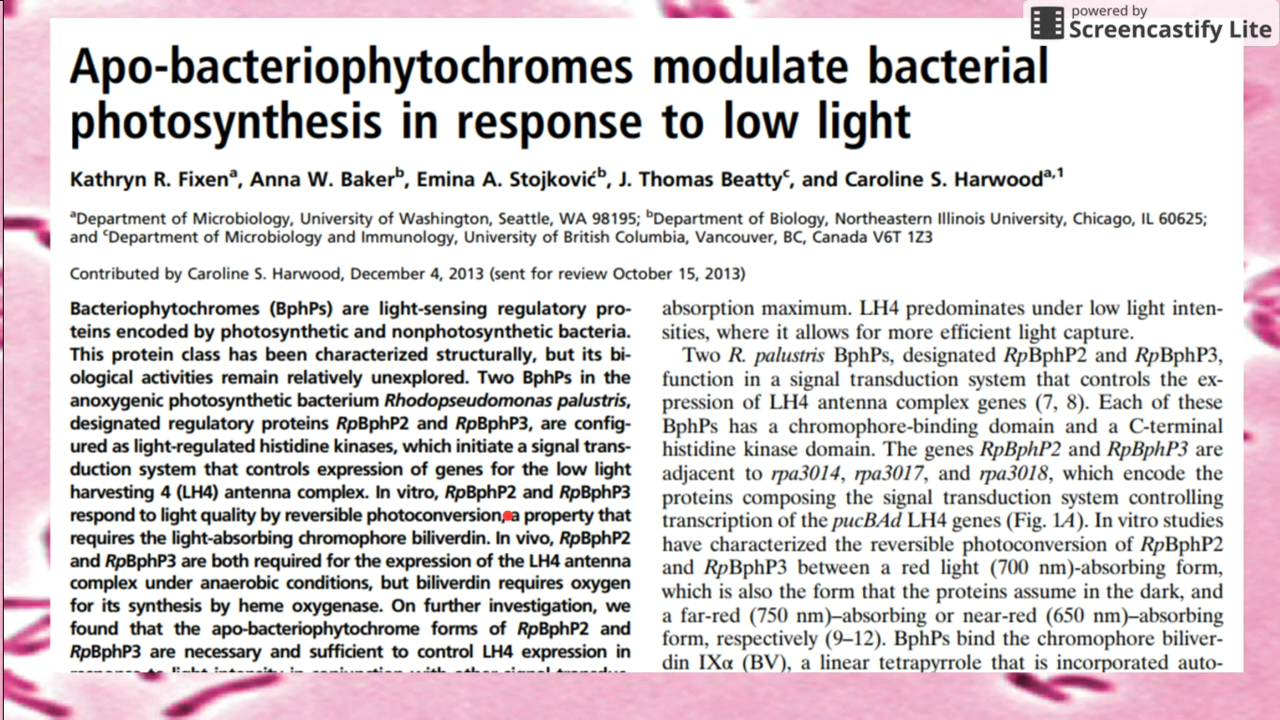 powered by
Screencastify Lite
Apo-bacteriophytochromes modulate bacterial
photosynthesis in response to low light
Kathryn R. Fixenᵃ, Anna W. Bakerᵇ, Emina A. Stojkovićᵇ, J. Thomas Beattyᶜ, and Caroline S. Harwoodᵃ,¹
ᵃDepartment of Microbiology, University of Washington, Seattle, WA 98195; ᵇDepartment of Biology, Northeastern Illinois University, Chicago, IL 60625;
and ᶜDepartment of Microbiology and Immunology, University of British Columbia, Vancouver, BC, Canada V6T 1Z3
Contributed by Caroline S. Harwood, December 4, 2013 (sent for review October 15, 2013)
Bacteriophytochromes (BphPs) are light-sensing regulatory pro-
teins encoded by photosynthetic and nonphotosynthetic bacteria.
This protein class has been characterized structurally, but its bi-
ological activities remain relatively unexplored. Two BphPs in the
anoxygenic photosynthetic bacterium Rhodopseudomonas palustris,
designated regulatory proteins RpBphP2 and RpBphP3, are config-
ured as light-regulated histidine kinases, which initiate a signal trans-
duction system that controls expression of genes for the low light
harvesting 4 (LH4) antenna complex. In vitro, RpBphP2 and RpBphP3
respond to light quality by reversible photoconversion, a property that
requires the light-absorbing chromophore biliverdin. In vivo, RpBphP2
and RpBphP3 are both required for the expression of the LH4 antenna
complex under anaerobic conditions, but biliverdin requires oxygen
for its synthesis by heme oxygenase. On further investigation, we
found that the apo-bacteriophytochrome forms of RpBphP2 and
RpBphP3 are necessary and sufficient to control LH4 expression in
response to light intensity in conjunction with other signal transduc-
absorption maximum. LH4 predominates under low light inten-
sities, where it allows for more efficient light capture.
Two R. palustris BphPs, designated RpBphP2 and RpBphP3,
function in a signal transduction system that controls the ex-
pression of LH4 antenna complex genes (7, 8). Each of these
BphPs has a chromophore-binding domain and a C-terminal
histidine kinase domain. The genes RpBphP2 and RpBphP3 are
adjacent to rpa3014, rpa3017, and rpa3018, which encode the
proteins composing the signal transduction system controlling
transcription of the pucBAd LH4 genes (Fig. 1A). In vitro studies
have characterized the reversible photoconversion of RpBphP2
and RpBphP3 between a red light (700 nm)-absorbing form,
which is also the form that the proteins assume in the dark, and
a far-red (750 nm)–absorbing or near-red (650 nm)–absorbing
form, respectively (9–12). BphPs bind the chromophore biliver-
din IXα (BV), a linear tetrapyrrole that is incorporated auto-